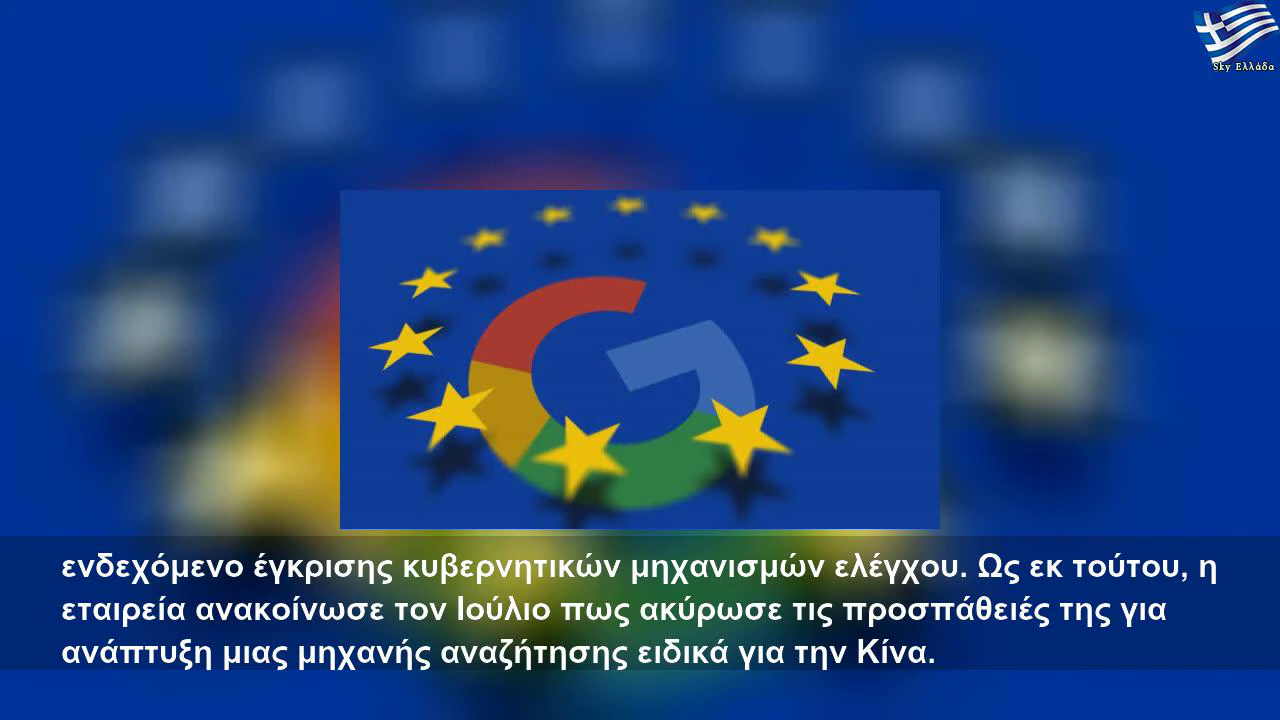 Sky Ελλάδα
ενδεχόμενο έγκρισης κυβερνητικών μηχανισμών ελέγχου. Ως εκ τούτου, η
εταιρεία ανακοίνωσε τον Ιούλιο πως ακύρωσε τις προσπάθειές της για
ανάπτυξη μιας μηχανής αναζήτησης ειδικά για την Κίνα.